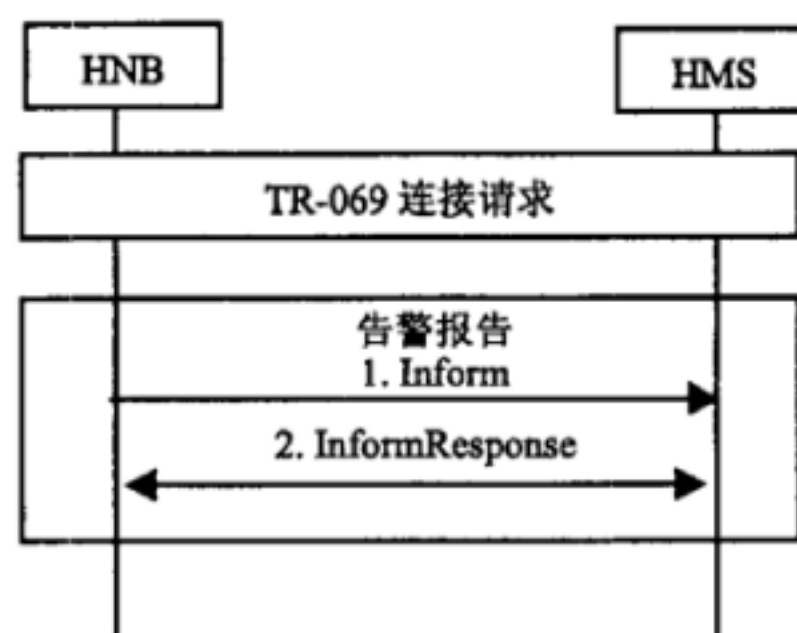 HNB
HMS
TR-069 连接请求
告警报告
1. Inform
2. InformResponse